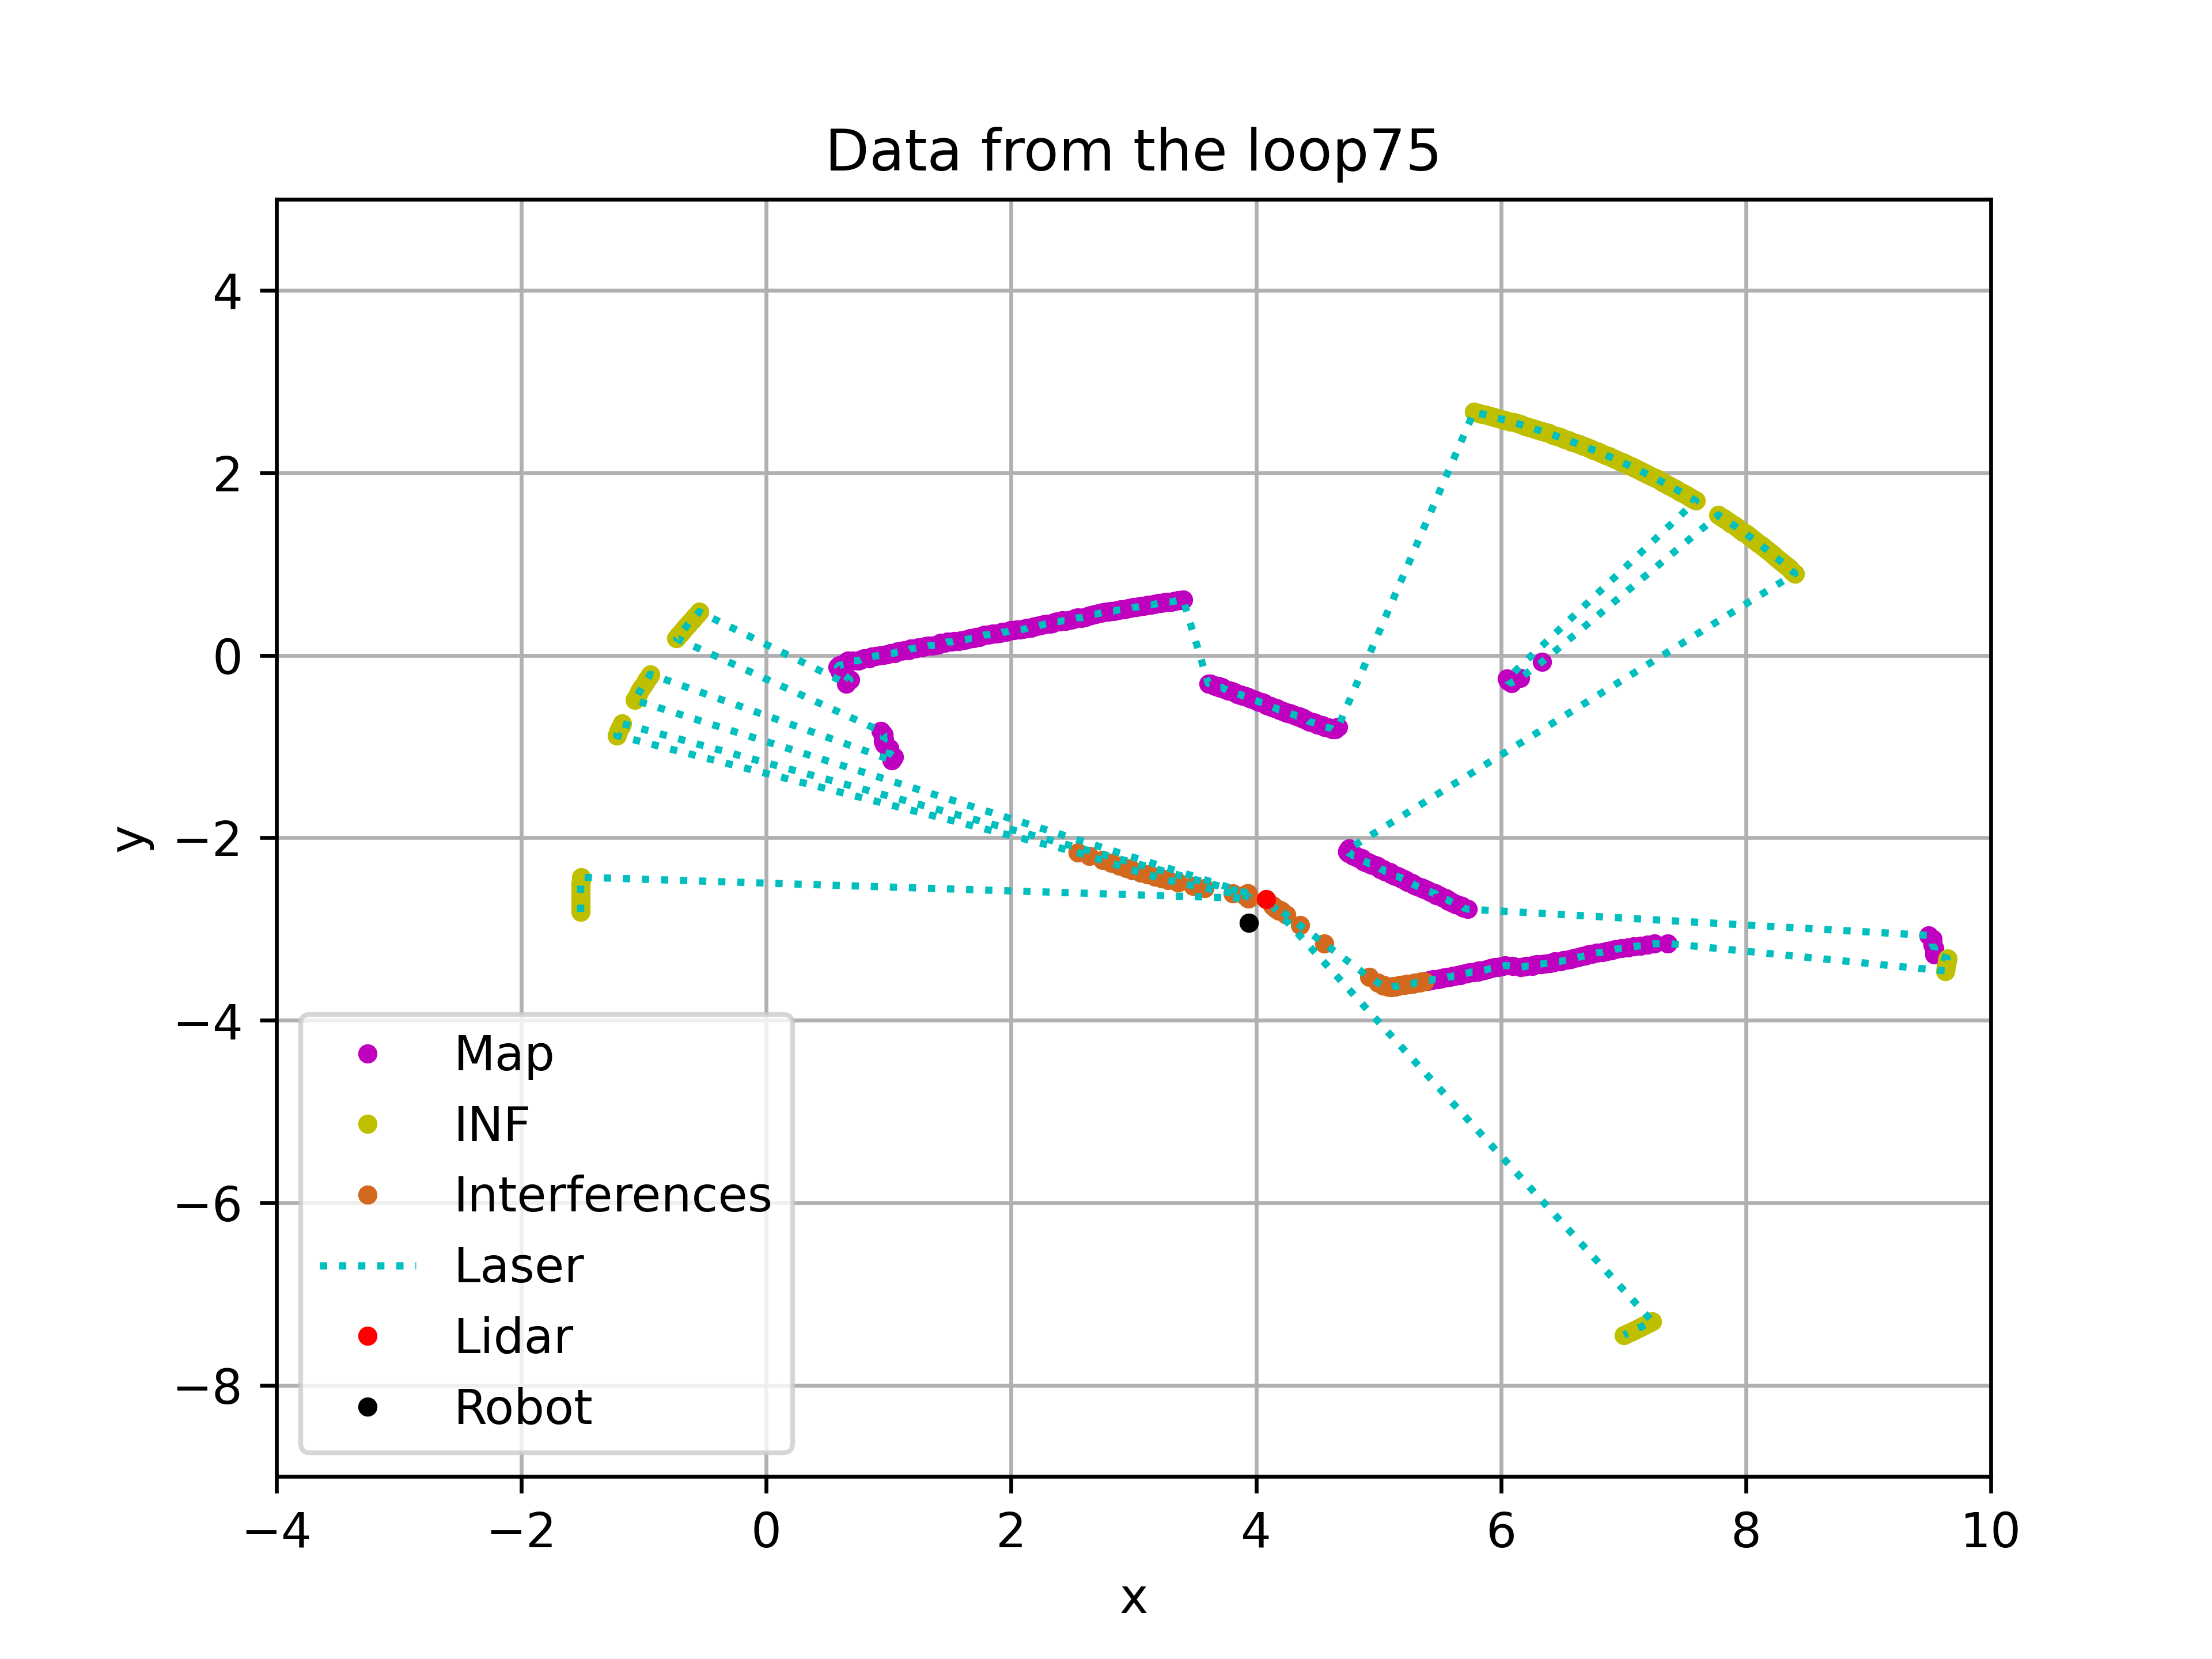 Data from the loop75
4
2
0
−2
−4
−6
−8
y
Map
INF
Interferences
Laser
Lidar
Robot
−4 −2 0 2 4 6 8 10
x